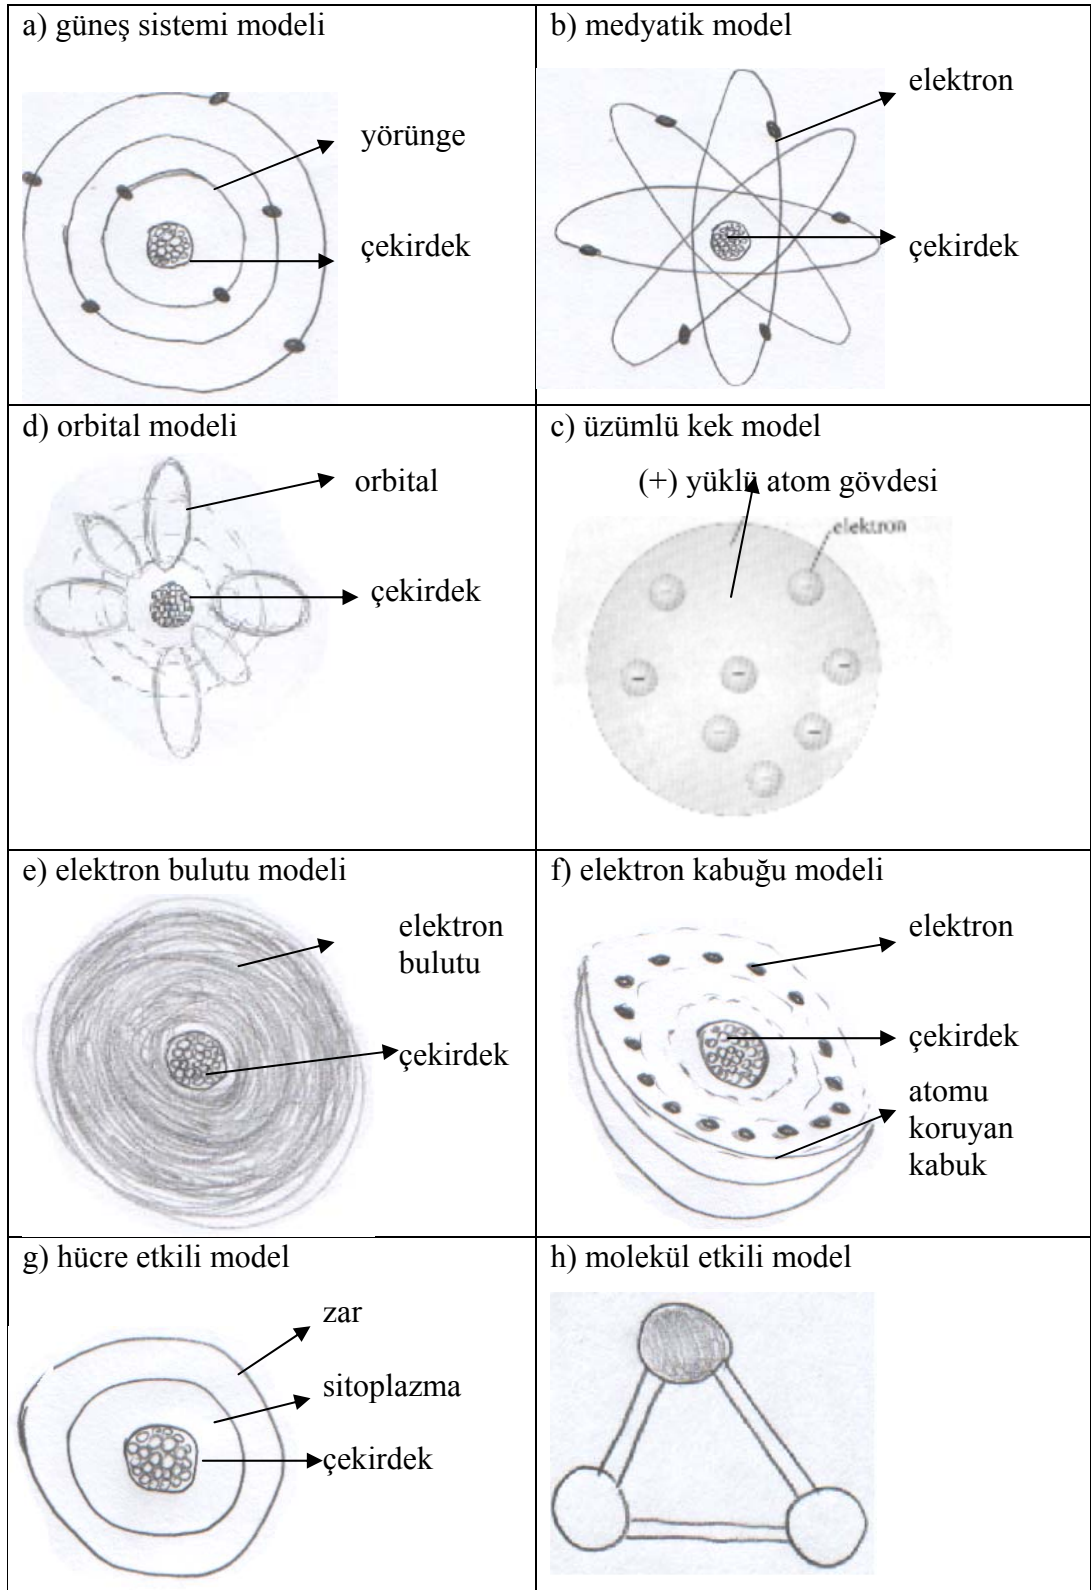 a) güneş sistemi modeli
yörünge
çekirdek
b) medyatik model
elektron
çekirdek
d) orbital modeli
orbital
çekirdek
c) üzümlü kek model
(+) yüklü atom gövdesi
elektron
e) elektron bulutu modeli
elektron
bulutu
çekirdek
f) elektron kabuğu modeli
elektron
çekirdek
atomu
koruyan
kabuk
g) hücre etkili model
zar
sitoplazma
çekirdek
h) molekül etkili model